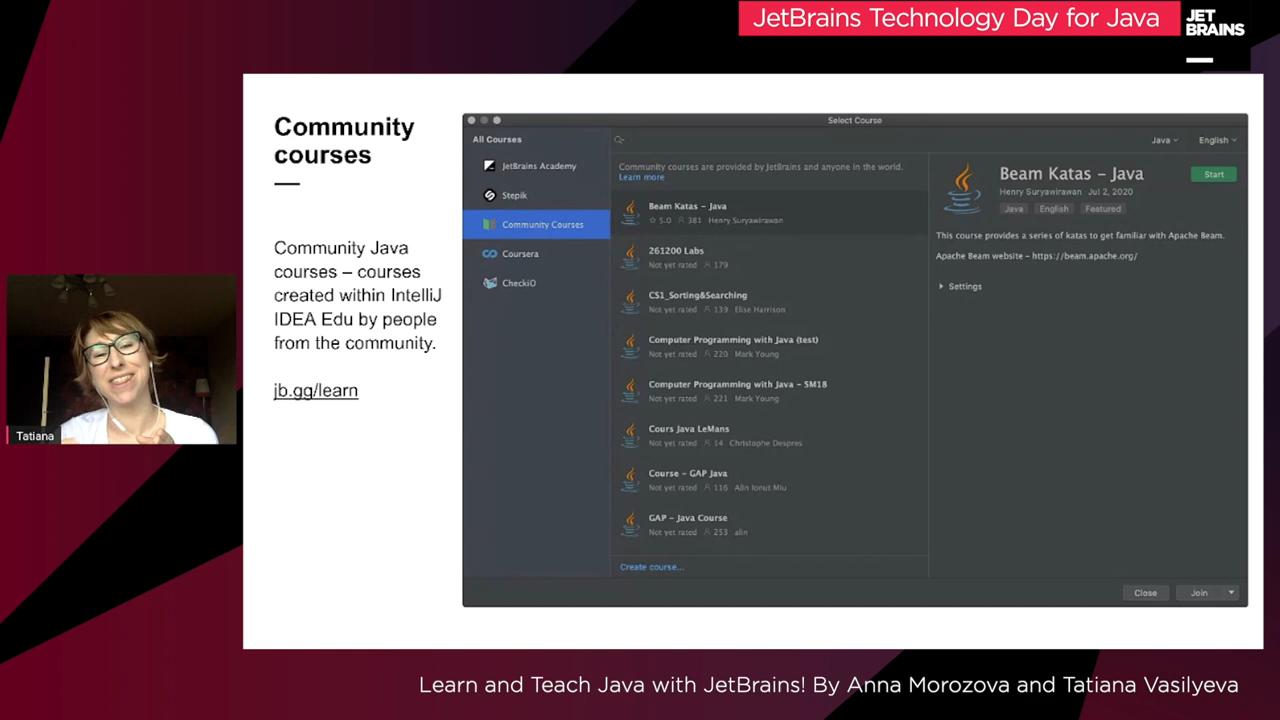 JetBrains Technology Day for Java
JET
BRAINS
Community
courses
Community Java
courses – courses
created within IntelliJ
IDEA Edu by people
from the community.
jb.gg/learn
Select Course
All Courses
JetBrains Academy
Stepik
Community Courses
Coursera
CheckiO
Java
English
Community courses are provided by JetBrains and anyone in the world.
Learn more
Beam Katas – Java
5.0 381 Henry Suryawirawan
261200 Labs
Not yet rated 179
CS1_Sorting&Searching
Not yet rated 139 Elise Harrison
Computer Programming with Java (test)
Not yet rated 220 Mark Young
Computer Programming with Java – SM18
Not yet rated 221 Mark Young
Cours Java LeMans
Not yet rated 14 Christophe Despres
Course – GAP Java
Not yet rated 116 Alin Ionut Miu
GAP – Java Course
Not yet rated 253 alin
Create course...
Beam Katas – Java
Start
Henry Suryawirawan Jul 2, 2020
Java English Featured
This course provides a series of katas to get familiar with Apache Beam.
Apache Beam website – https://beam.apache.org/
Settings
Close
Join
Tatiana
Learn and Teach Java with JetBrains! By Anna Morozova and Tatiana Vasilyeva